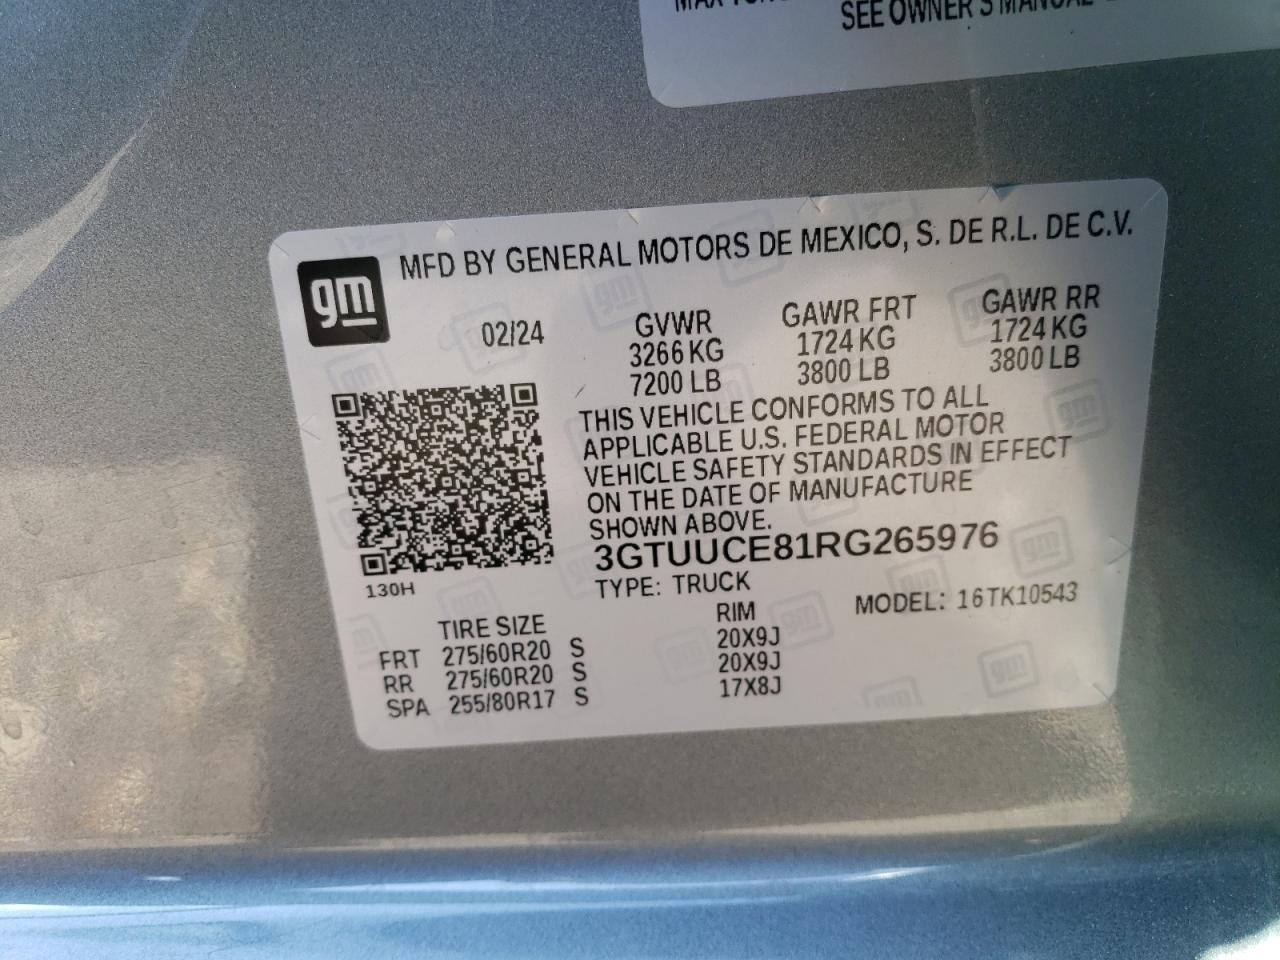 SEE OWNER'S MANUAL
gm
MFD BY GENERAL MOTORS DE MEXICO, S. DE R.L. DE C.V.
02/24
GVWR GAWR FRT GAWR RR
3266 KG 1724 KG 1724 KG
7200 LB 3800 LB 3800 LB
THIS VEHICLE CONFORMS TO ALL
APPLICABLE U.S. FEDERAL MOTOR
VEHICLE SAFETY STANDARDS IN EFFECT
ON THE DATE OF MANUFACTURE
SHOWN ABOVE.
3GTUUCE81RG265976
130H
TYPE: TRUCK
MODEL: 16TK10543
TIRE SIZE RIM
FRT 275/60R20 S 20X9J
RR 275/60R20 S 20X9J
SPA 255/80R17 S 17X8J